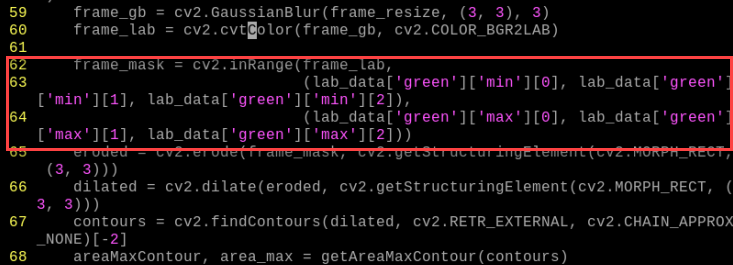 59     frame_gb = cv2.GaussianBlur(frame_resize, (3, 3), 3)
60     frame_lab = cv2.cvtColor(frame_gb, cv2.COLOR_BGR2LAB)
61
62     frame_mask = cv2.inRange(frame_lab,
63                              (lab_data['green']['min'][0], lab_data['green']
['min'][1], lab_data['green']['min'][2]),
64                              (lab_data['green']['max'][0], lab_data['green']
['max'][1], lab_data['green']['max'][2]))
65     eroded = cv2.erode(frame_mask, cv2.getStructuringElement(cv2.MORPH_RECT,
 (3, 3)))
66     dilated = cv2.dilate(eroded, cv2.getStructuringElement(cv2.MORPH_RECT, (
3, 3)))
67     contours = cv2.findContours(dilated, cv2.RETR_EXTERNAL, cv2.CHAIN_APPROX
_NONE)[-2]
68     areaMaxContour, area_max = getAreaMaxContour(contours)